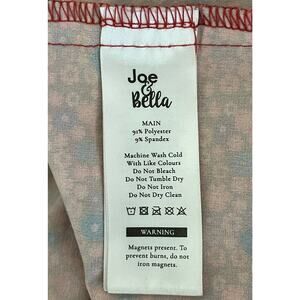 Joe
&
Bella
MAIN
91% Polyester
9% Spandex
Machine Wash Cold
With Like Colours
Do Not Bleach
Do Not Tumble Dry
Do Not Iron
Do Not Dry Clean
WARNING
Magnets present. To
prevent burns, do not
iron magnets.